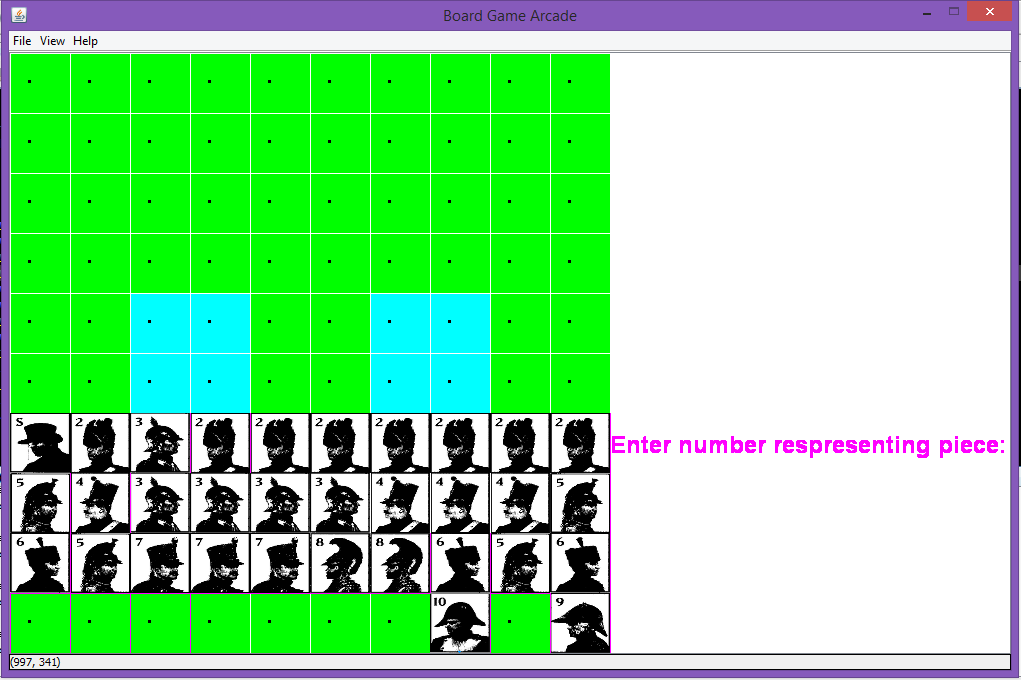 Board Game Arcade
File View Help
S 2 3 2 2 2 2 2 2 2
Enter number respresenting piece:
5 4 3 3 3 3 4 4 4 5
6 5 7 7 7 8 8 6 5 6
10 9
(997, 341)